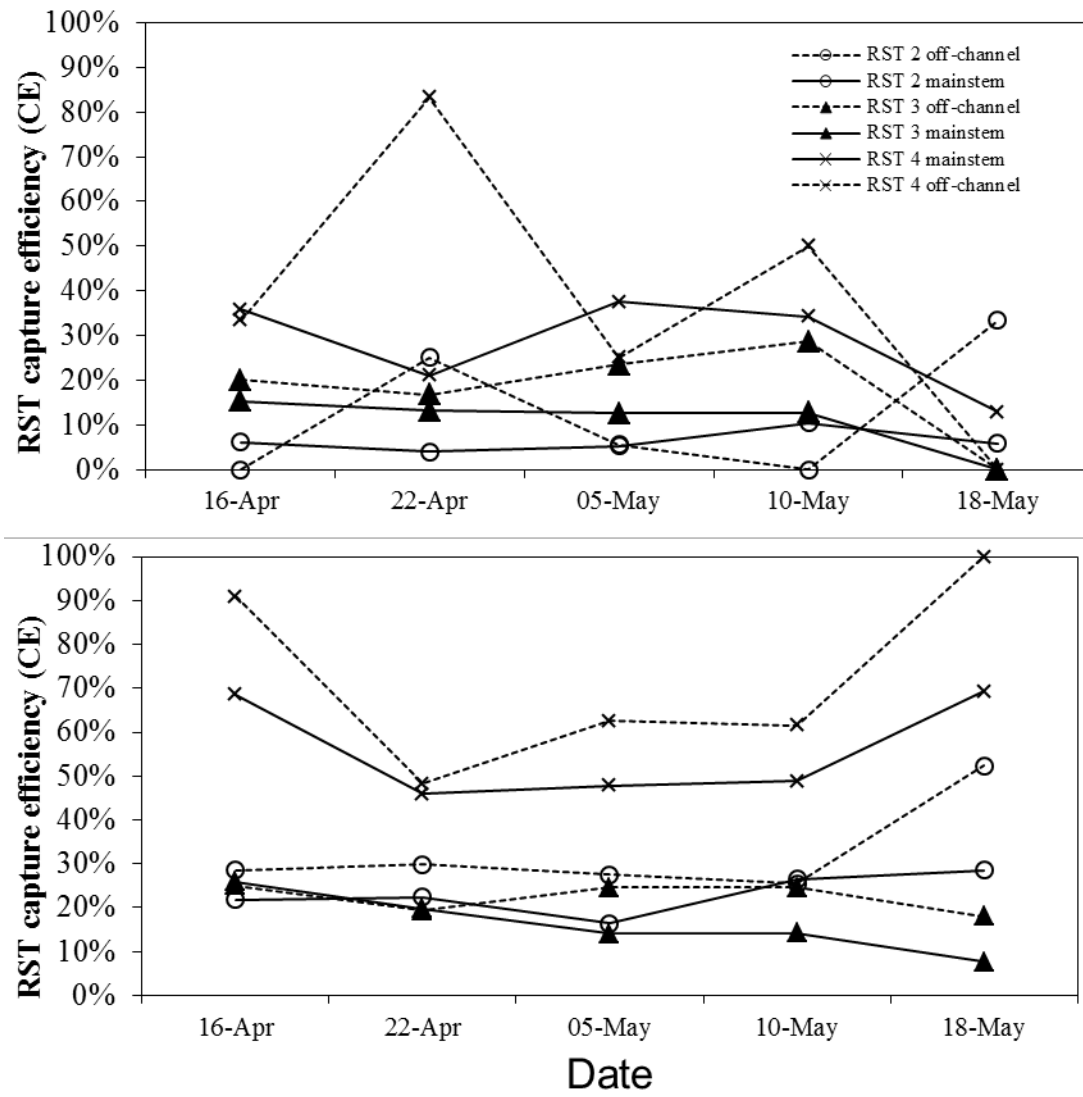 100%
90%
80%
70%
60%
50%
40%
30%
20%
10%
0%
RST capture efficiency (CE)
RST 2 off-channel
RST 2 mainstem
RST 3 off-channel
RST 3 mainstem
RST 4 mainstem
RST 4 off-channel
16-Apr 22-Apr 05-May 10-May 18-May
100%
90%
80%
70%
60%
50%
40%
30%
20%
10%
0%
RST capture efficiency (CE)
16-Apr 22-Apr 05-May 10-May 18-May
Date